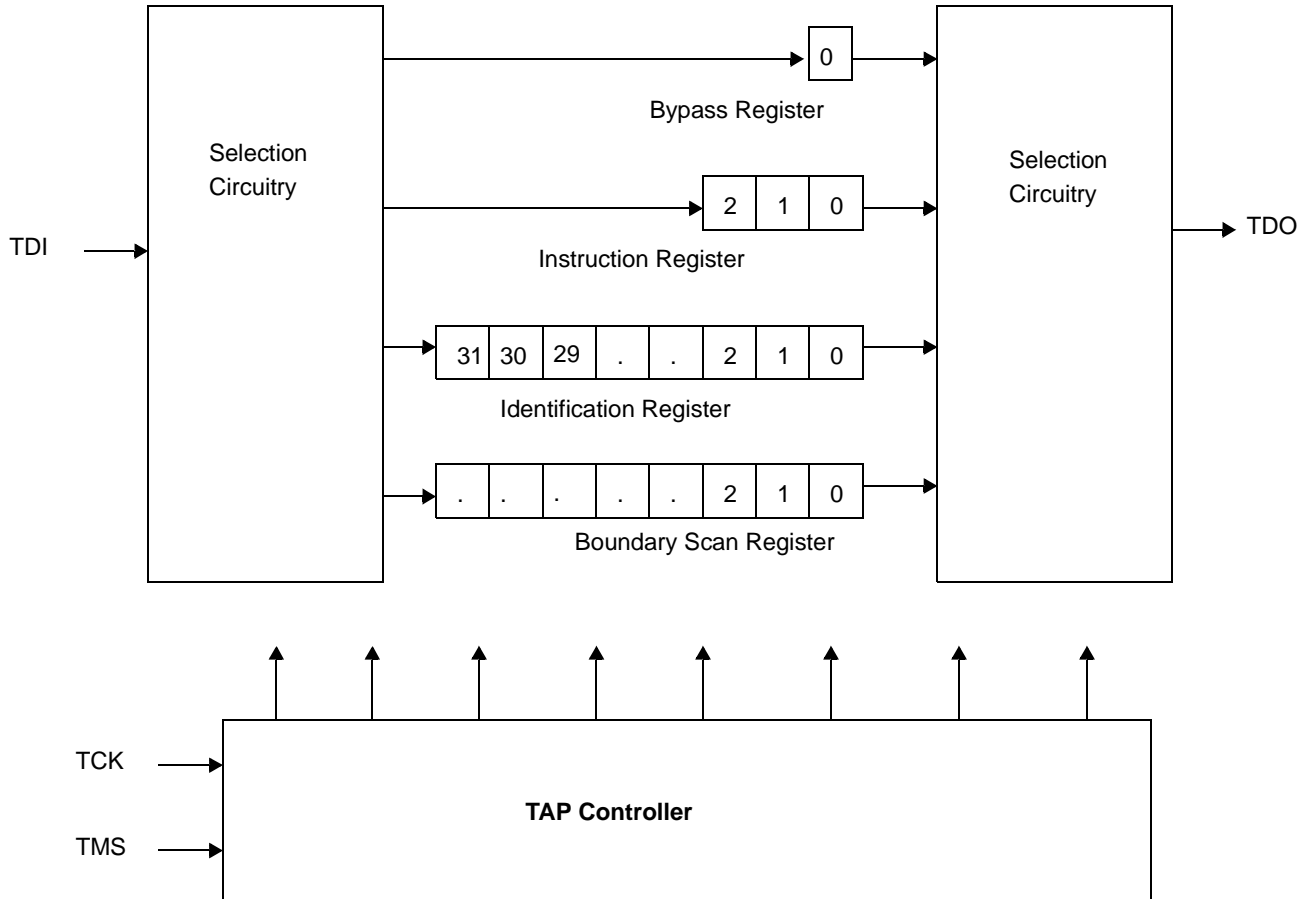 0
Bypass Register
Selection
Circuitry
Selection
Circuitry
2 1 0
TDI
TDO
Instruction Register
31 30 29 . . 2 1 0
Identification Register
. . . . . 2 1 0
Boundary Scan Register
TCK
TAP Controller
TMS